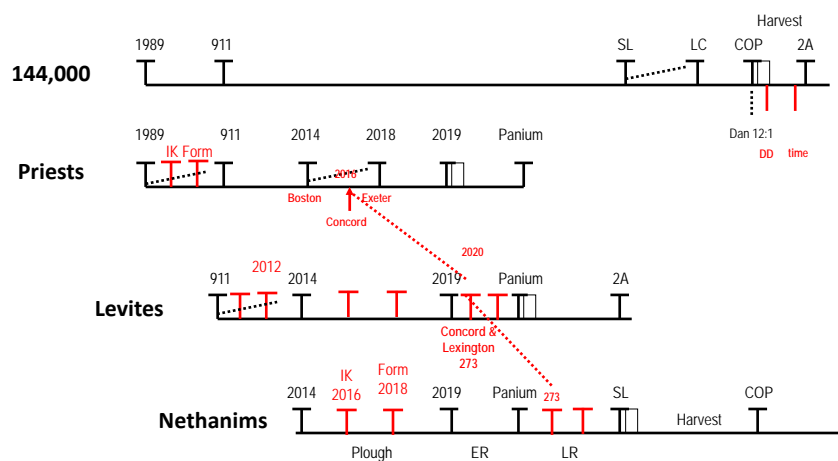 Harvest
1989 911 SL LC COP 2A
144,000
Dan 12:1
DD time
1989 911 2014 2018 2019 Panium
IK Form
Priests
2016
Boston Exeter
Concord
2020
911 2012 2014 2019 Panium 2A
Levites
Concord &
Lexington
273
IK Form
2014 2016 2018 2019 Panium 273 SL COP
Nethanims
Harvest
Plough ER LR